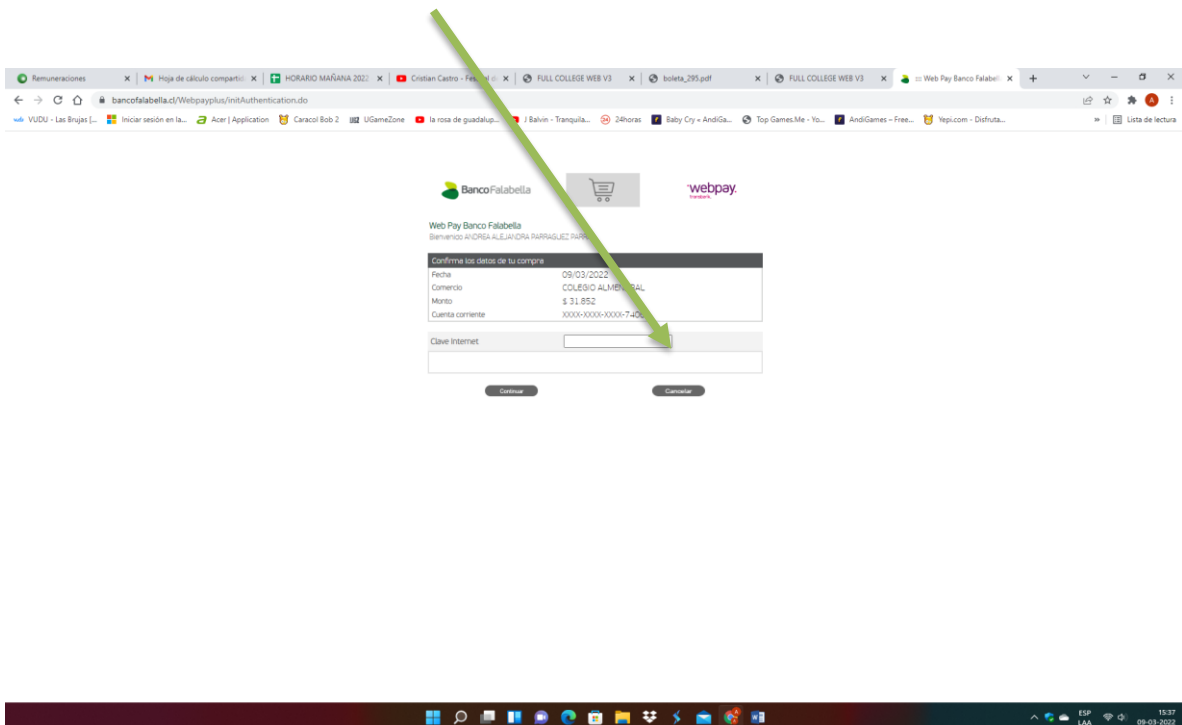 Remuneraciones
Hoja de cálculo compartid
HORARIO MAÑANA 2022
Cristian Castro - Fes
FULL COLLEGE WEB V3
boleta_295.pdf
FULL COLLEGE WEB V3
::: Web Pay Banco Falabell
bancofalabella.cl/Webpayplus/initAuthentication.do
VUDU - Las Brujas |...
Iniciar sesión en la...
Acer | Application
Caracol Bob 2
UGameZone
la rosa de guadalup...
J Balvin - Tranquila...
24horas
Baby Cry « AndiGa...
Top Games.Me - Yo...
AndiGames – Free...
Yepi.com - Disfruta...
»
Lista de lectura
Banco Falabella
webpay.
transbank.
Web Pay Banco Falabella
Bienvenido ANDREA ALEJANDRA PARRAGUEZ
Confirme los datos de tu compra
Fecha 09/03/2022
Comercio COLEGIO
Monto $ 31.852
Cuenta corriente XXXX-XXXX-XXXX-740
Clave Internet
Continuar Cancelar
ESP
LAA
15:37
09-03-2022